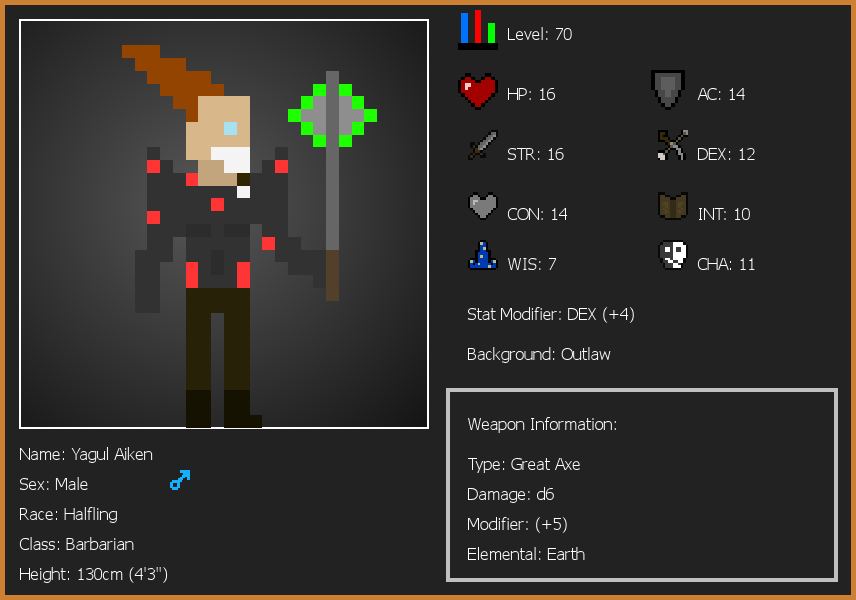 Level: 70
HP: 16
AC: 14
STR: 16
DEX: 12
CON: 14
INT: 10
WIS: 7
CHA: 11
Stat Modifier: DEX (+4)
Background: Outlaw
Weapon Information:
Type: Great Axe
Damage: d6
Modifier: (+5)
Elemental: Earth
Name: Yagul Aiken
Sex: Male
Race: Halfling
Class: Barbarian
Height: 130cm (4'3")